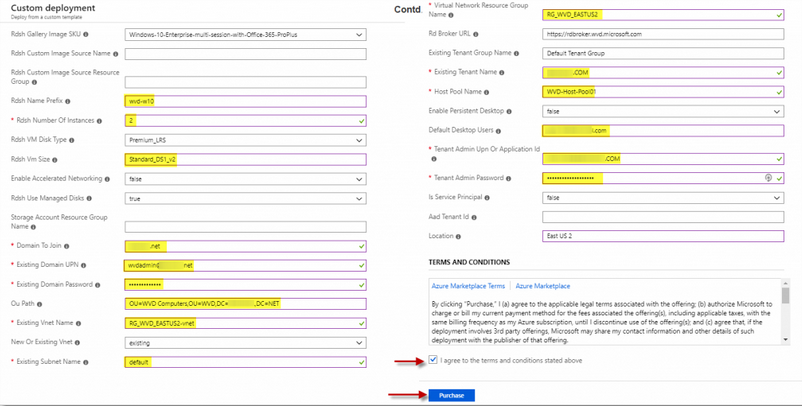 Custom deployment
Deploy from a custom template
Rdsh Gallery Image SKU
Windows-10-Enterprise-multi-session-with-Office-365-ProPlus
Rdsh Custom Image Source Name
Rdsh Custom Image Source Resource
Group
Rdsh Name Prefix
wvd-w10
* Rdsh Number Of Instances
2
Rdsh VM Disk Type
Premium_LRS
Rdsh Vm Size
Standard_DS1_v2
Enable Accelerated Networking
false
Rdsh Use Managed Disks
true
Storage Account Resource Group
Name
* Domain To Join
.net
* Existing Domain UPN
wvdadmin@ net
* Existing Domain Password
•••••••••••••
Ou Path
OU=WVD Computers,OU=WVD,DC= ,DC=NET
* Existing Vnet Name
RG_WVD_EASTUS2-vnet
New Or Existing Vnet
existing
* Existing Subnet Name
default
Contd.
* Virtual Network Resource Group
Name
RG_WVD_EASTUS2
Rd Broker URL
https://rdbroker.wvd.microsoft.com
Existing Tenant Group Name
Default Tenant Group
* Existing Tenant Name
.COM
* Host Pool Name
WVD-Host-Pool01
Enable Persistent Desktop
false
Default Desktop Users
.com
* Tenant Admin Upn Or Application Id
.COM
* Tenant Admin Password
•••••••••••••••••••
Is Service Principal
false
Aad Tenant Id
Location
East US 2
TERMS AND CONDITIONS
Azure Marketplace Terms | Azure Marketplace
By clicking "Purchase," I (a) agree to the applicable legal terms associated with the offering; (b) authorize Microsoft to
charge or bill my current payment method for the fees associated the offering(s), including applicable taxes, with
the same billing frequency as my Azure subscription, until I discontinue use of the offering(s); and (c) agree that, if the
deployment involves 3rd party offerings, Microsoft may share my contact information and other details of such
deployment with the publisher of that offering.
I agree to the terms and conditions stated above
Purchase